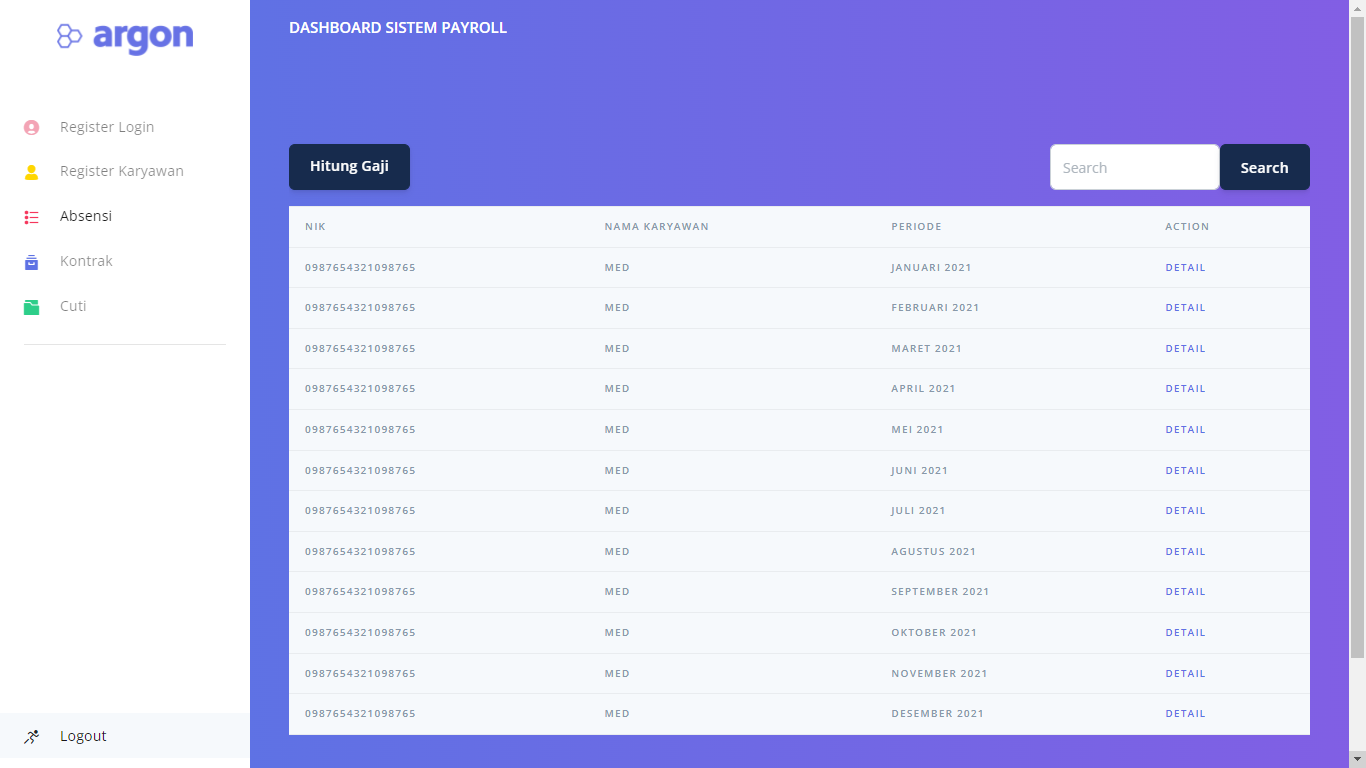 argon
DASHBOARD SISTEM PAYROLL
Register Login
Register Karyawan
Absensi
Kontrak
Cuti
Logout
Hitung Gaji
Search Search
NIK NAMA KARYAWAN PERIODE ACTION
0987654321098765 MED JANUARI 2021 DETAIL
0987654321098765 MED FEBRUARI 2021 DETAIL
0987654321098765 MED MARET 2021 DETAIL
0987654321098765 MED APRIL 2021 DETAIL
0987654321098765 MED MEI 2021 DETAIL
0987654321098765 MED JUNI 2021 DETAIL
0987654321098765 MED JULI 2021 DETAIL
0987654321098765 MED AGUSTUS 2021 DETAIL
0987654321098765 MED SEPTEMBER 2021 DETAIL
0987654321098765 MED OKTOBER 2021 DETAIL
0987654321098765 MED NOVEMBER 2021 DETAIL
0987654321098765 MED DESEMBER 2021 DETAIL